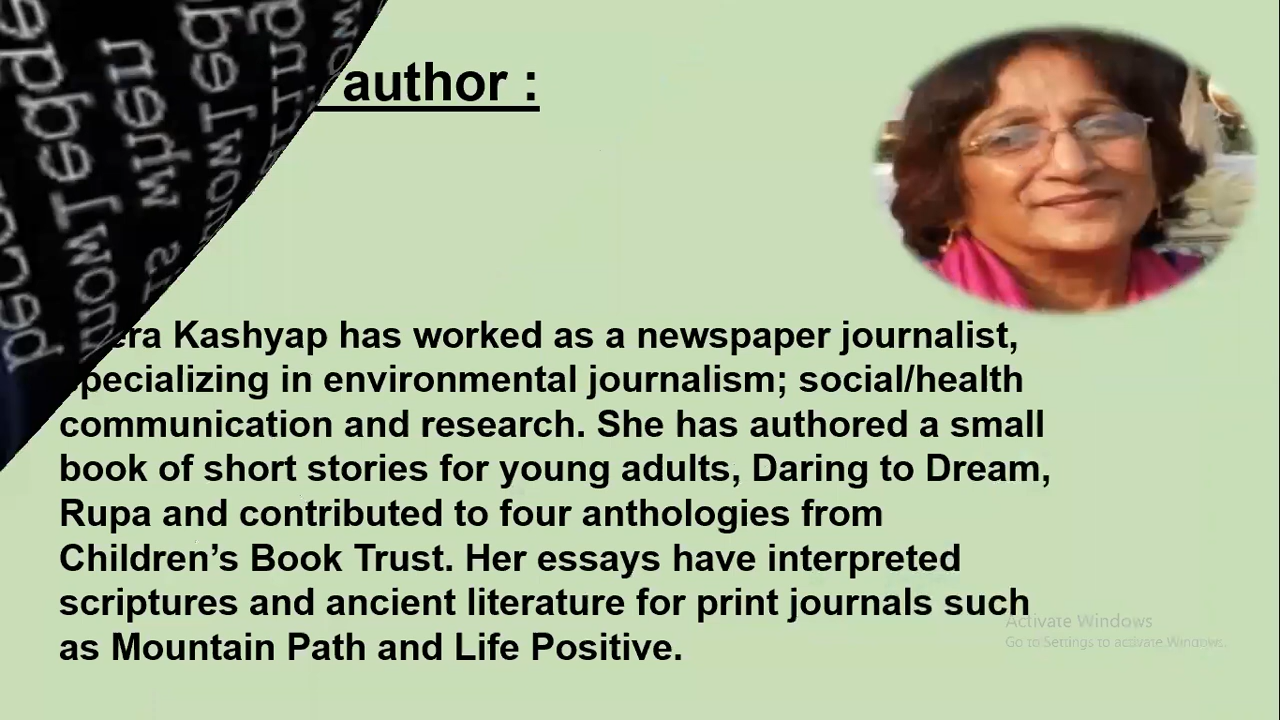 author :
Kashyap has worked as a newspaper journalist,
specializing in environmental journalism; social/health
communication and research. She has authored a small
book of short stories for young adults, Daring to Dream,
Rupa and contributed to four anthologies from
Children’s Book Trust. Her essays have interpreted
scriptures and ancient literature for print journals such
as Mountain Path and Life Positive.
Activate Windows
Go to Settings to activate Windows.